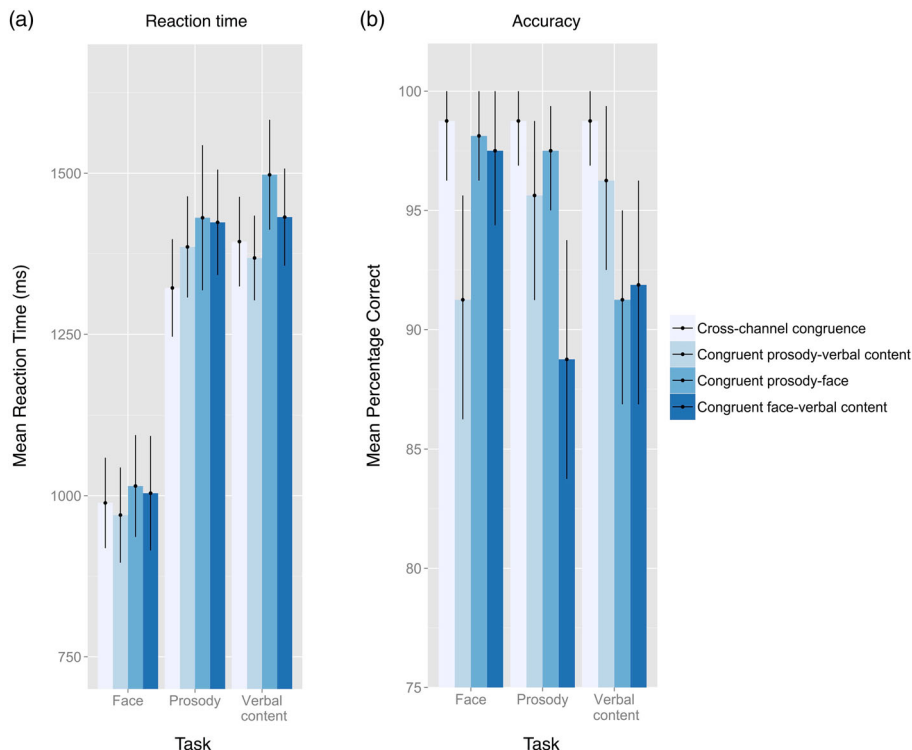 (a)
Reaction time
Mean Reaction Time (ms)
1500
1250
1000
750
Face
Prosody
Verbal
content
Task
(b)
Accuracy
Mean Percentage Correct
100
95
90
85
80
75
Face
Prosody
Verbal
content
Task
Cross-channel congruence
Congruent prosody-verbal content
Congruent prosody-face
Congruent face-verbal content